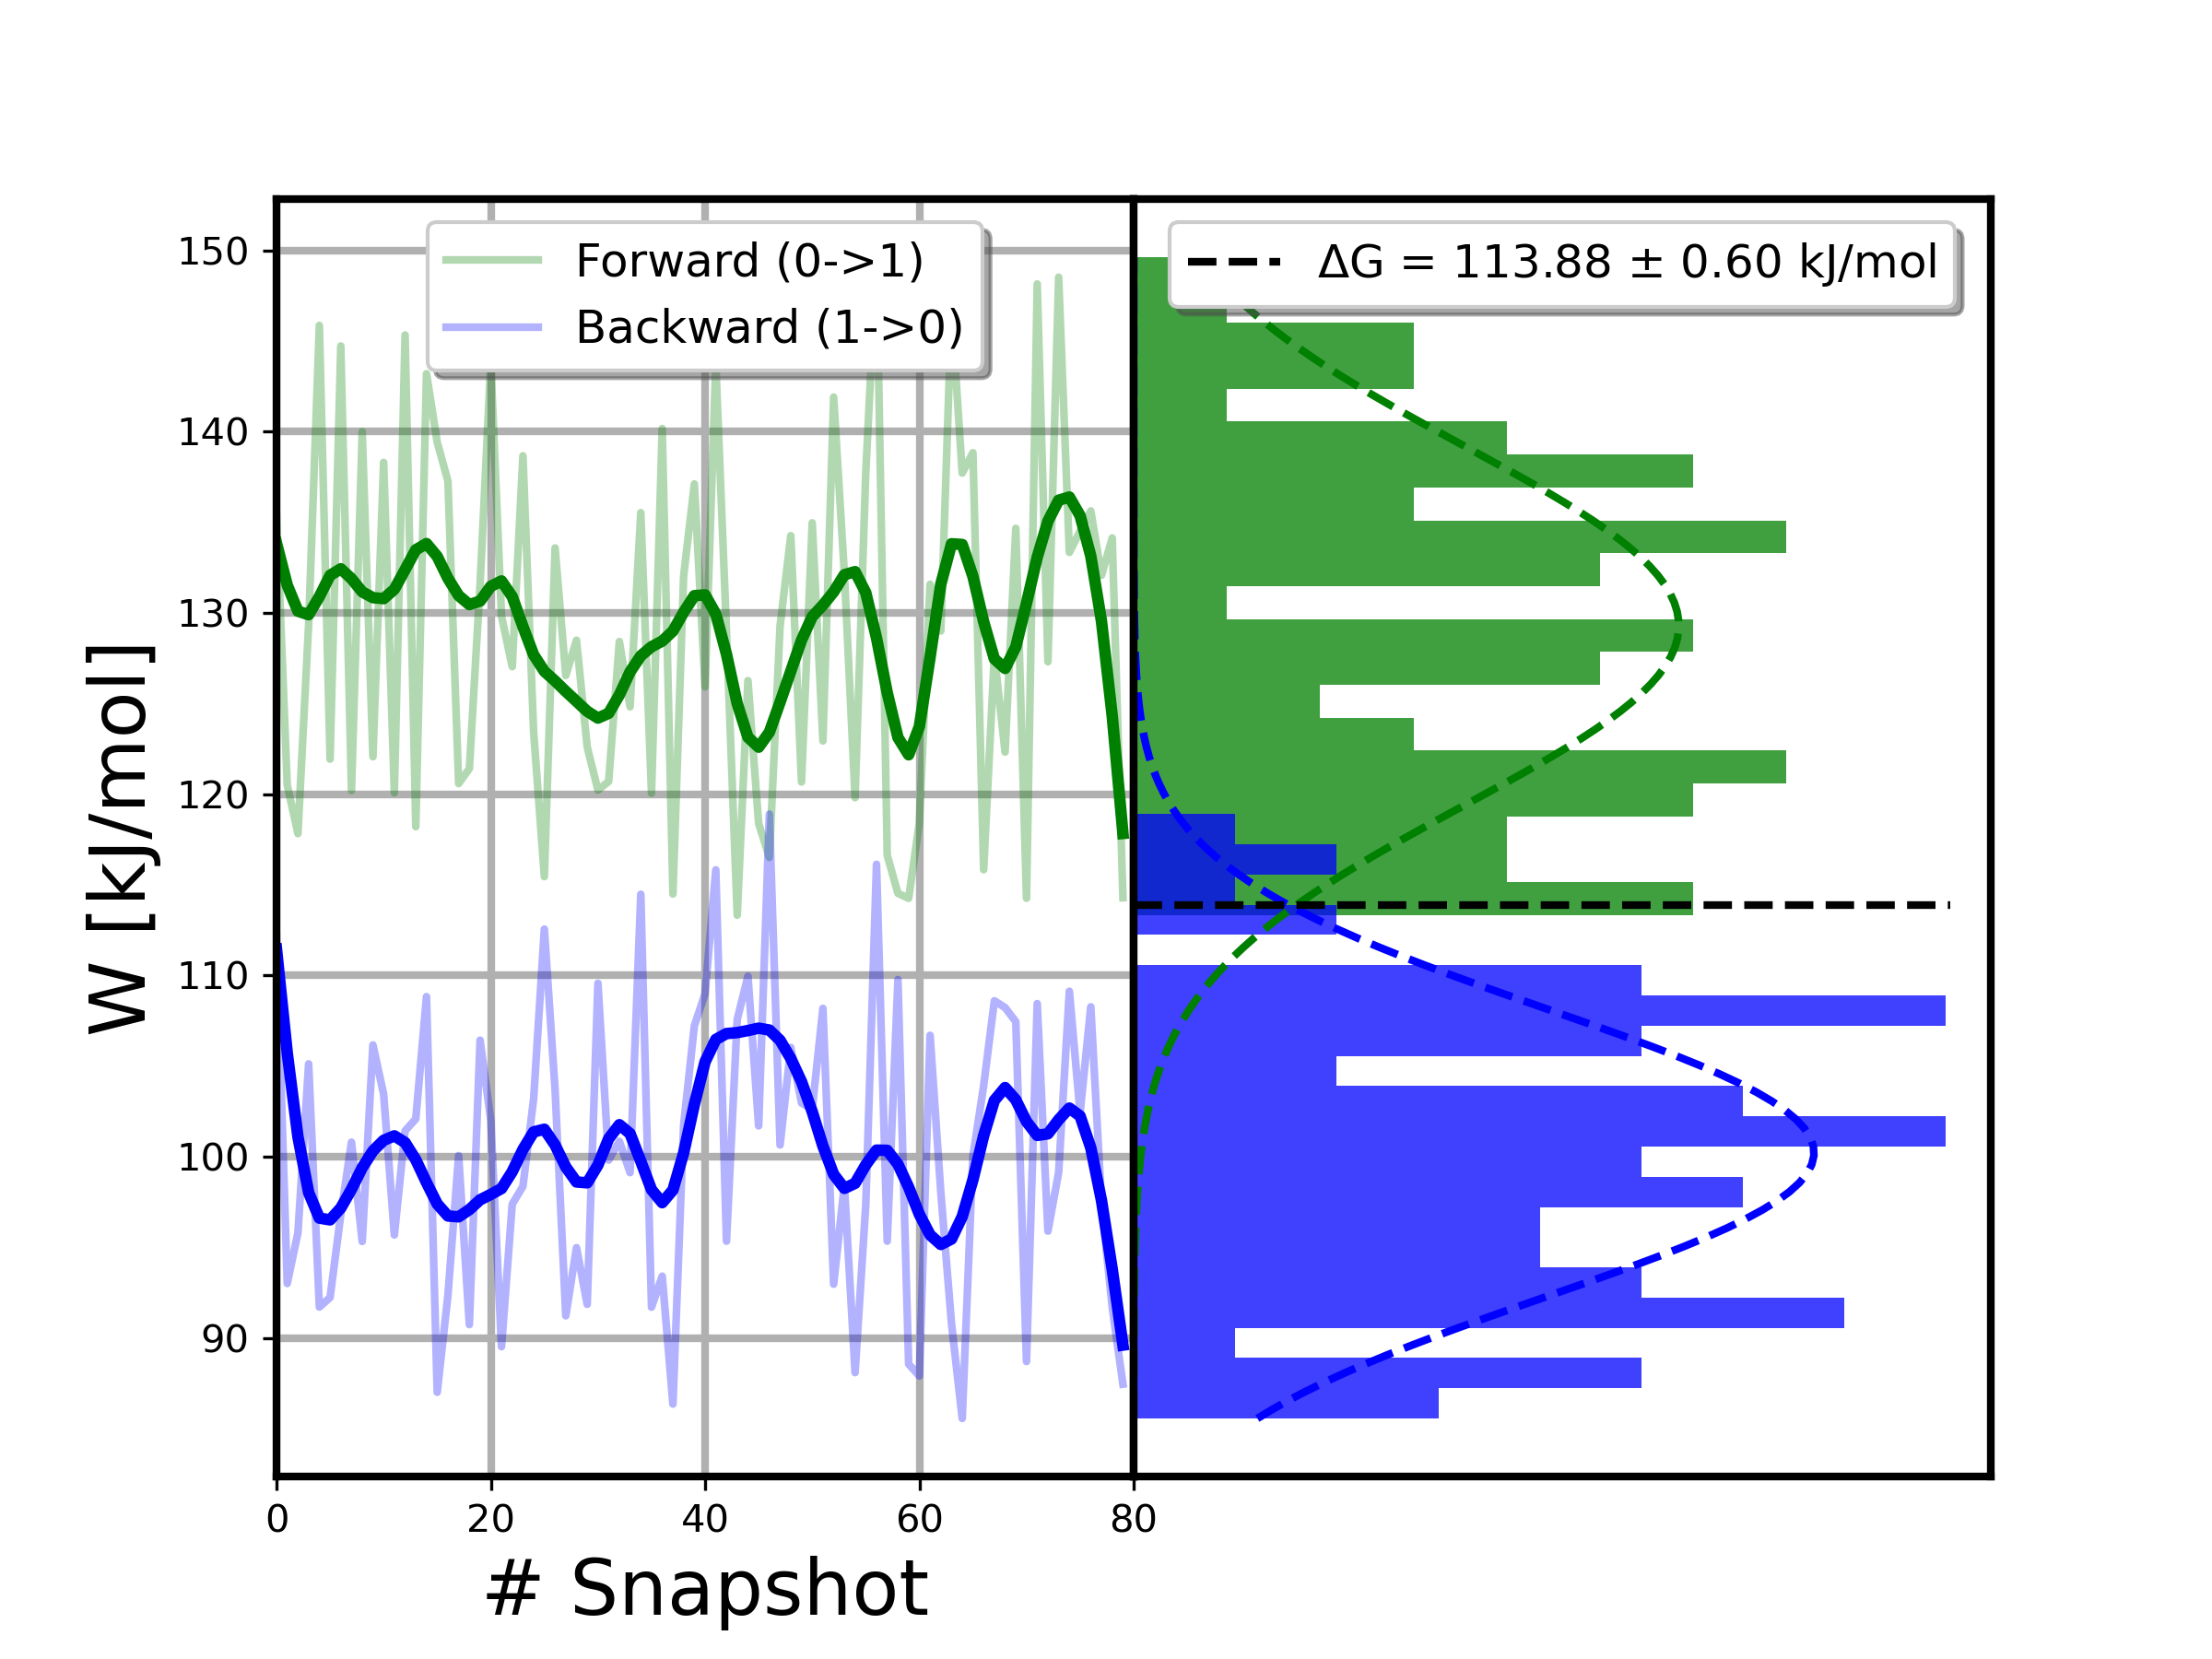 Forward (0->1)
Backward (1->0)
ΔG = 113.88 ± 0.60 kJ/mol
150
140
130
120
110
100
90
W [kJ/mol]
0
20
40
60
80
# Snapshot